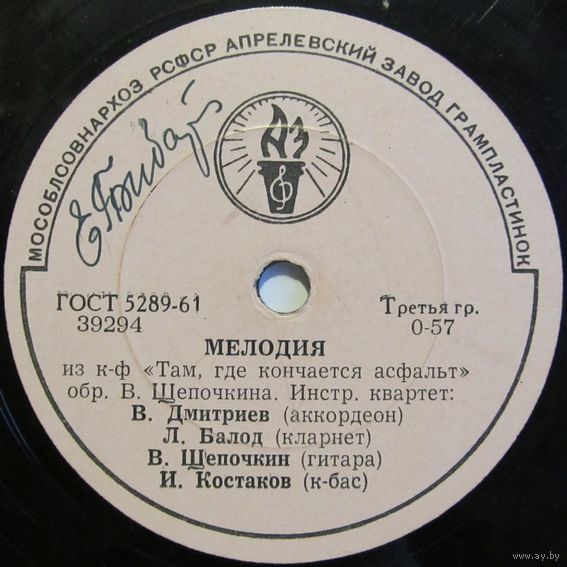 МОСОБЛСОВНАРХОЗ РСФСР АПРЕЛЕВСКИЙ ЗАВОД ГРАМПЛАСТИНОК
АЗ
ГОСТ 5289-61
39294
Третья гр.
0-57
МЕЛОДИЯ
из к-ф «Там, где кончается асфальт»
обр. В. Щепочкина. Инстр. квартет:
В. Дмитриев (аккордеон)
Л. Балод (кларнет)
В. Щепочкин (гитара)
И. Костаков (к-бас)
www.ay.by